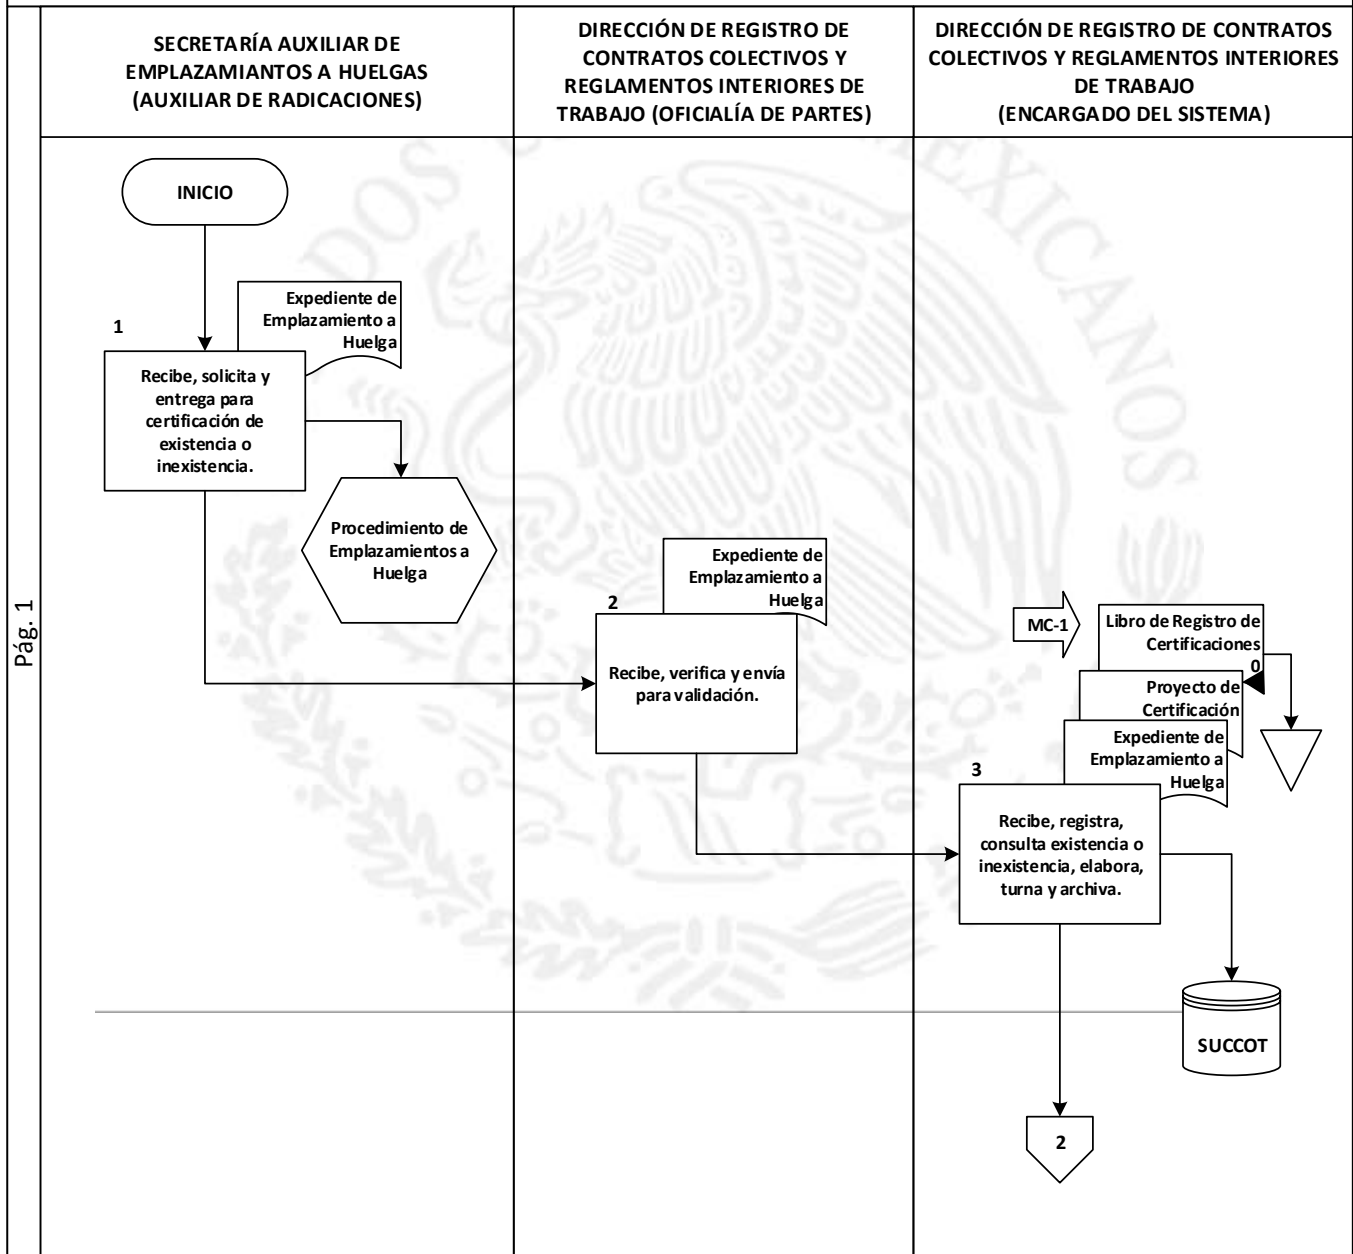 SECRETARÍA AUXILIAR DE
EMPLAZAMIANTOS A HUELGAS
(AUXILIAR DE RADICACIONES)
DIRECCIÓN DE REGISTRO DE
CONTRATOS COLECTIVOS Y
REGLAMENTOS INTERIORES DE
TRABAJO (OFICIALÍA DE PARTES)
DIRECCIÓN DE REGISTRO DE CONTRATOS
COLECTIVOS Y REGLAMENTOS INTERIORES
DE TRABAJO
(ENCARGADO DEL SISTEMA)
Pág. 1
INICIO
1
Expediente de
Emplazamiento a
Huelga
Recibe, solicita y
entrega para
certificación de
existencia o
inexistencia.
Procedimiento de
Emplazamientos a
Huelga
2
Expediente de
Emplazamiento a
Huelga
Recibe, verifica y envía
para validación.
MC-1
Libro de Registro de
Certificaciones
0
Proyecto de
Certificación
Expediente de
Emplazamiento a
Huelga
3
Recibe, registra,
consulta existencia o
inexistencia, elabora,
turna y archiva.
SUCCOT
2
DOS
MEXICANOS